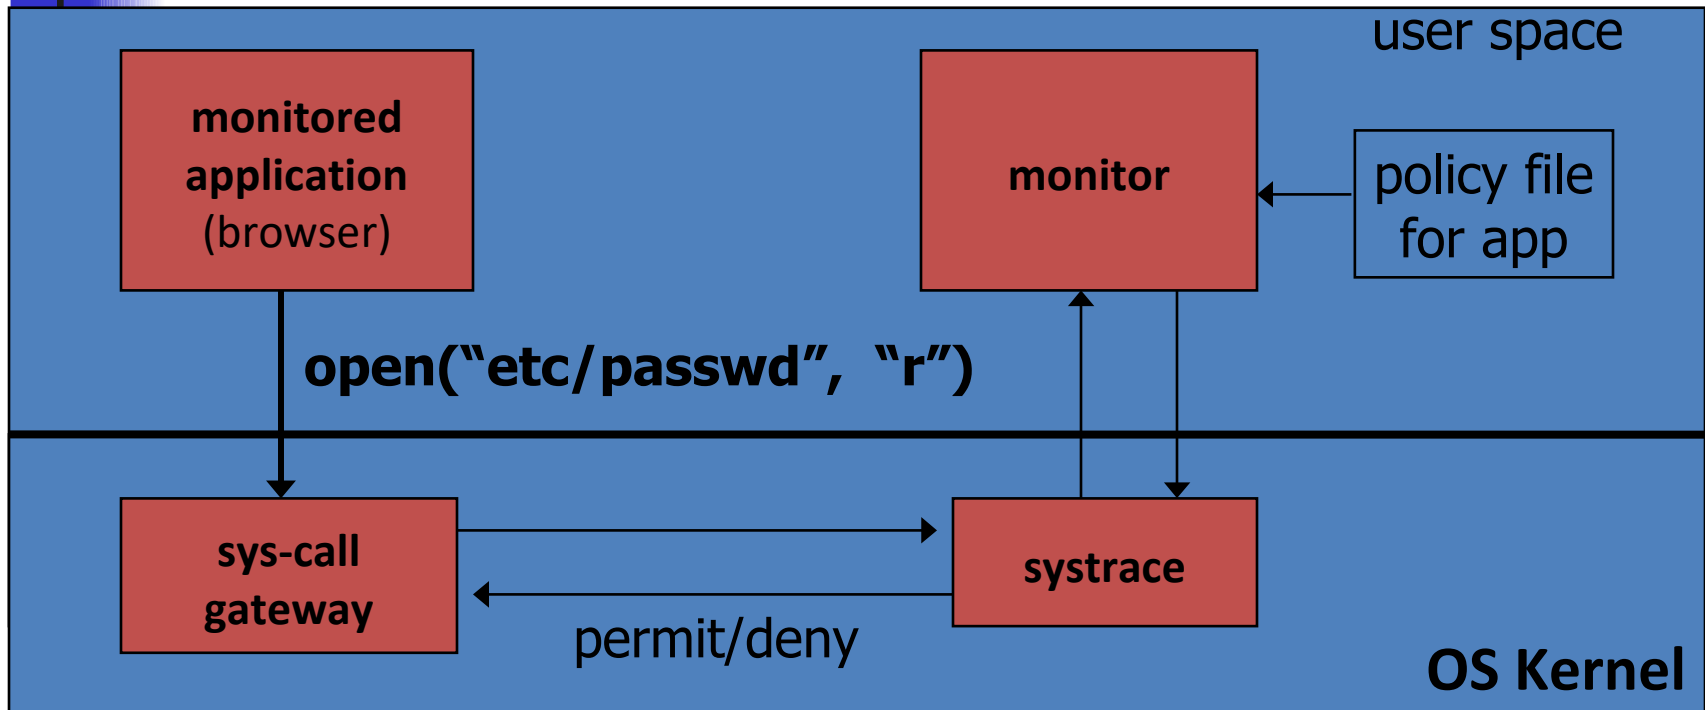 user space
monitored
application
(browser)
monitor
policy file
for app
open(“etc/passwd”, “r”)
sys-call
gateway
systrace
permit/deny
OS Kernel